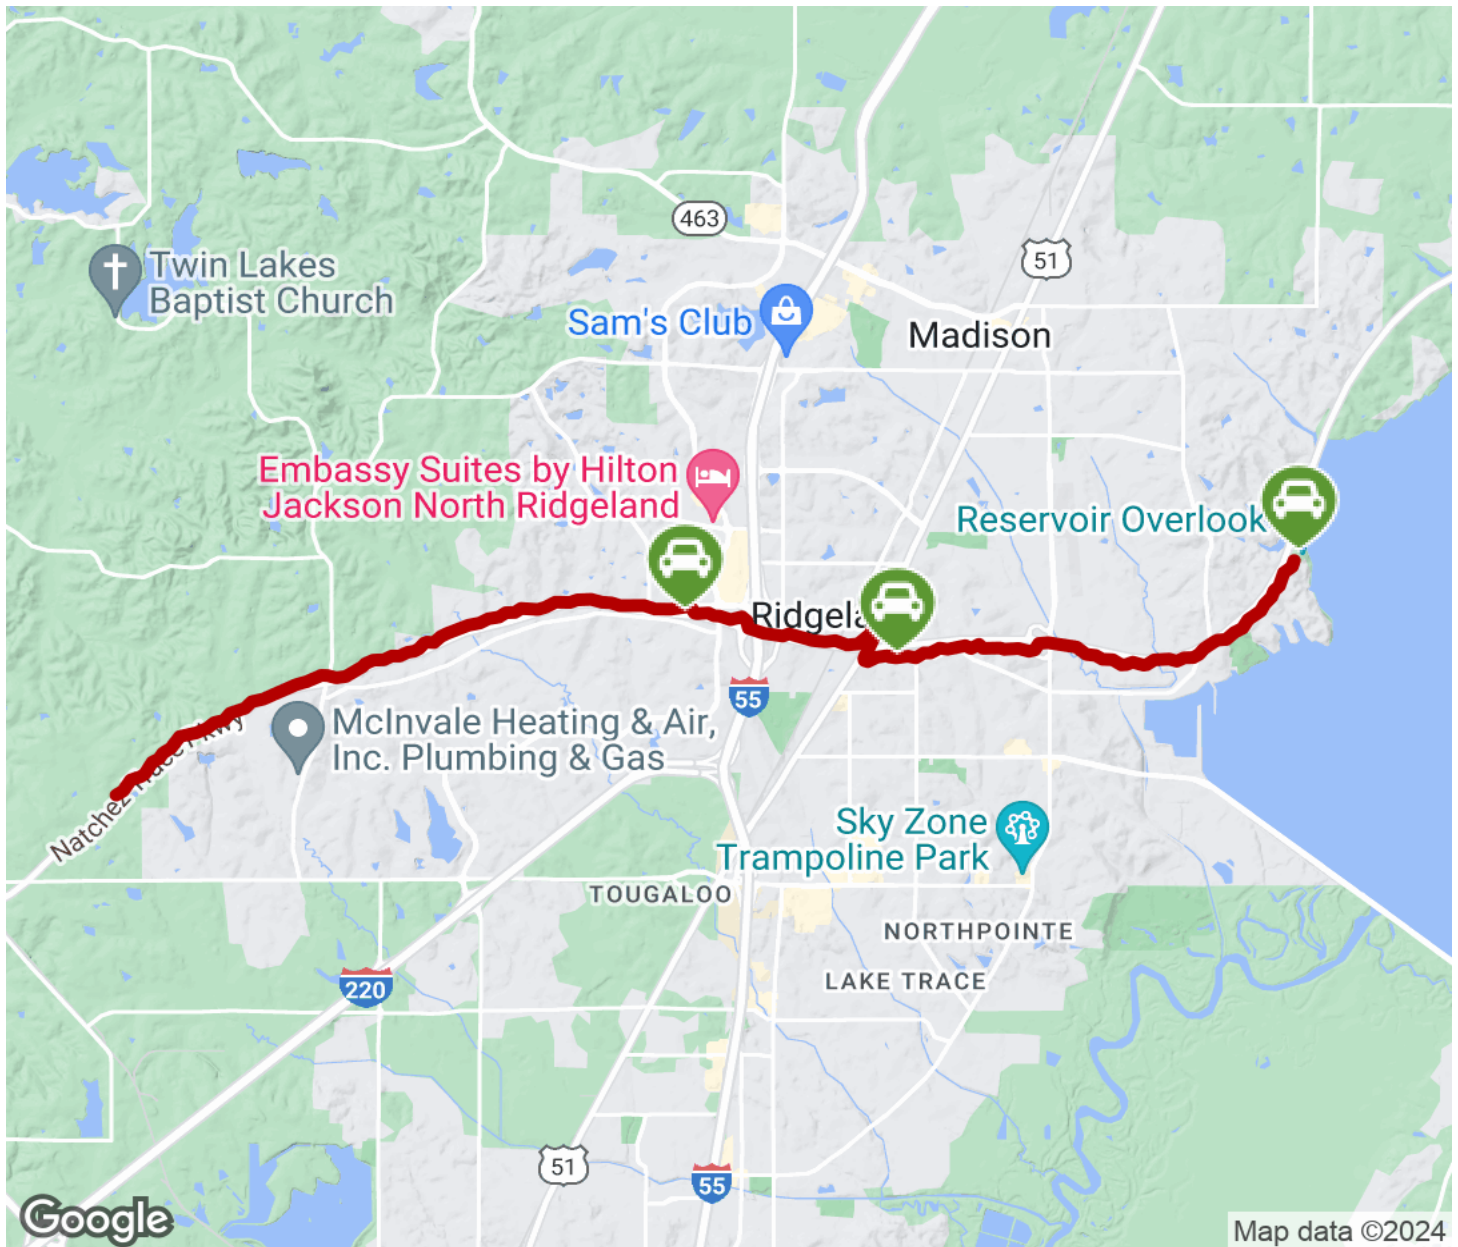 463
51
Twin Lakes
Baptist Church
Sam's Club
Madison
Embassy Suites by Hilton
Jackson North Ridgeland
Reservoir Overlook
Ridgela
55
McInvale Heating & Air,
Inc. Plumbing & Gas
Natchez
Sky Zone
Trampoline Park
TOUGALOO
NORTHPOINTE
LAKE TRACE
220
51
55
Google
Map data ©2024